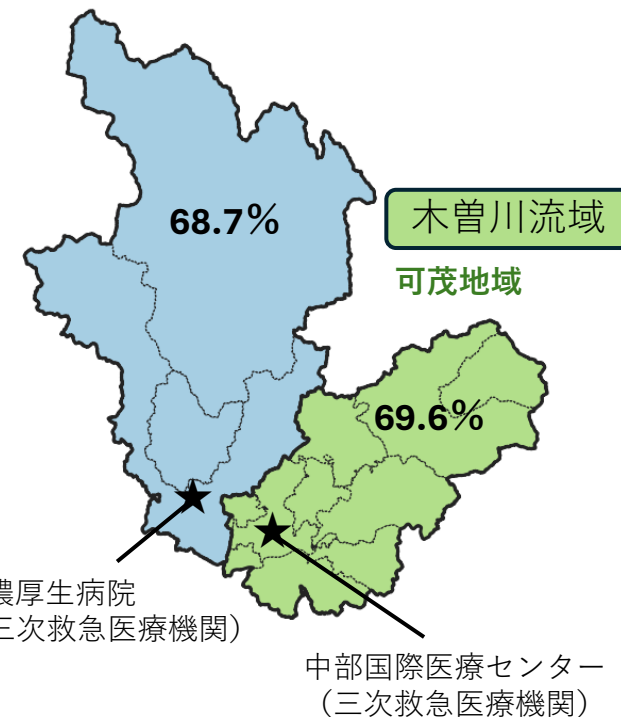 68.7%
木曽川流域
可茂地域
69.6%
濃厚生病院
三次救急医療機関）
中部国際医療センター
（三次救急医療機関）